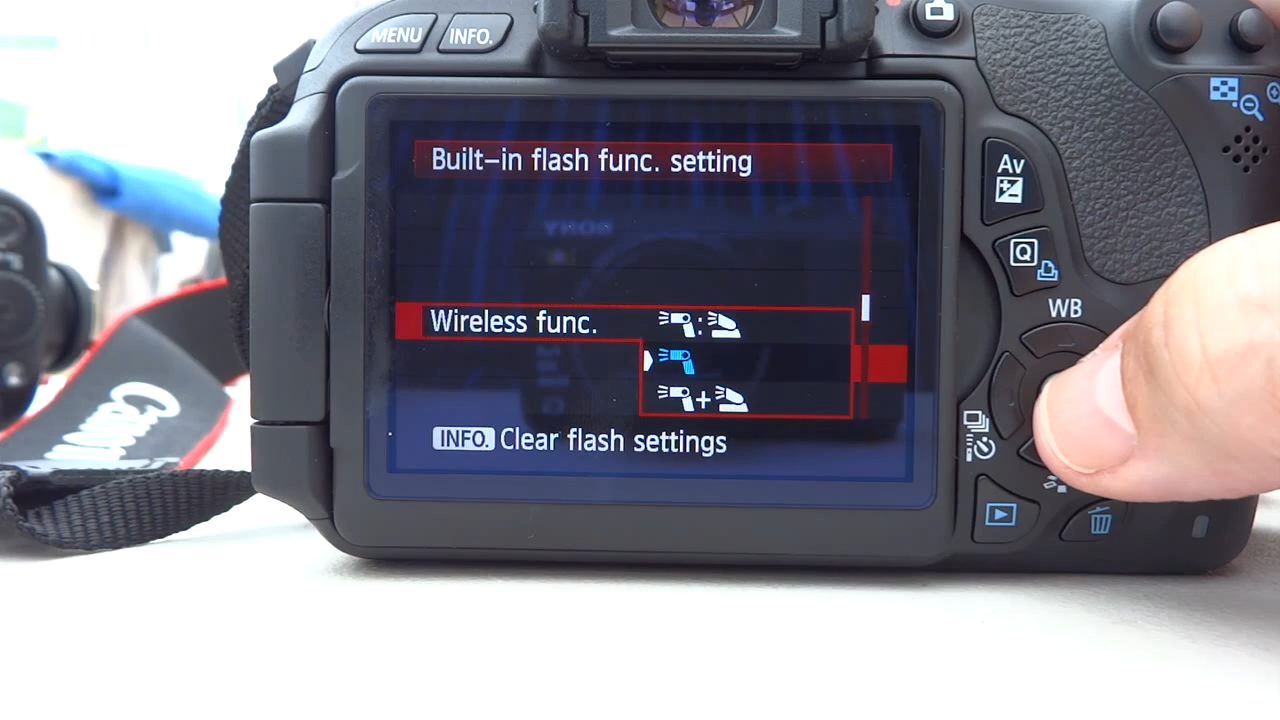 MENU
INFO.
Built-in flash func. setting
Wireless func.
:
+
INFO. Clear flash settings
Av
Q
WB
Canon